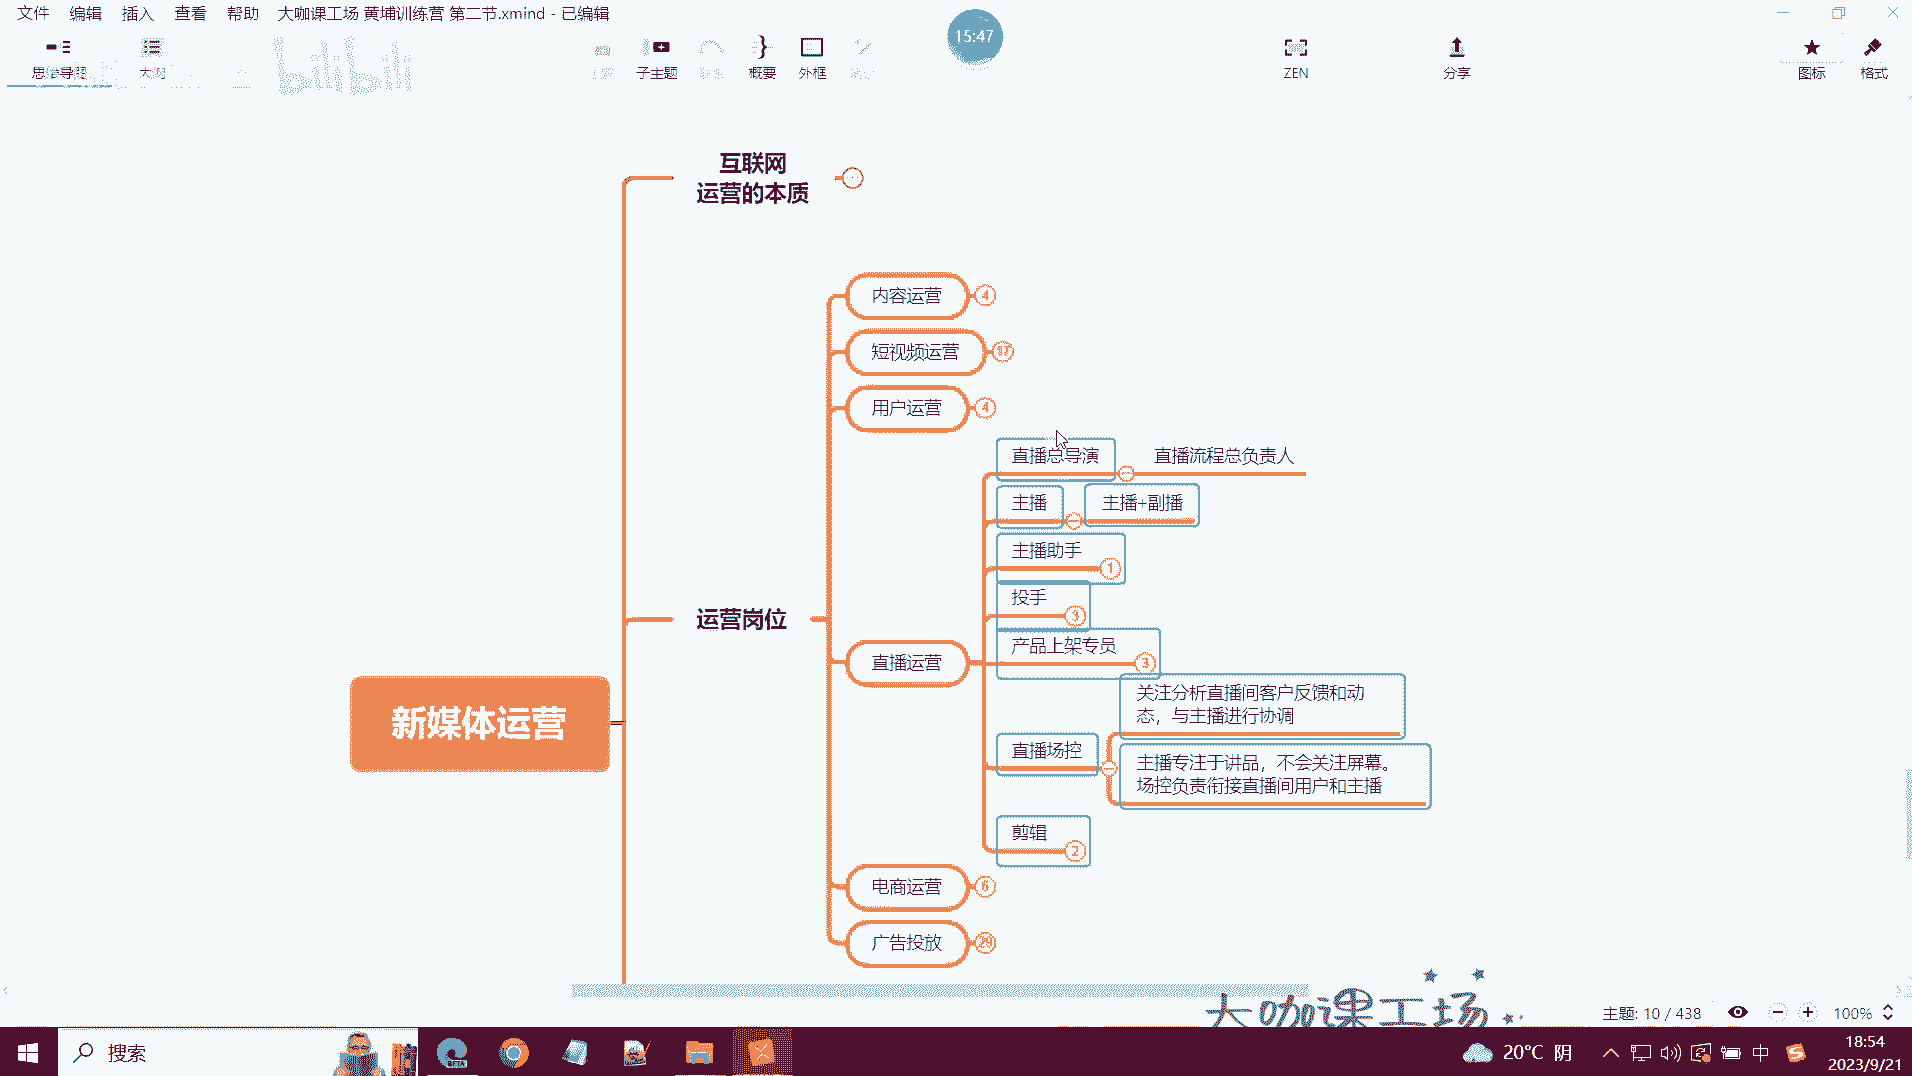 文件 编辑 插入 查看 帮助 大咖课工场 黄埔训练营 第二节.xmind - 已编辑
15:47
思维导图 大纲 bilibili 子主题 概要 外框 ZEN 分享 图标 格式
互联网
运营的本质
内容运营 4
短视频运营 17
用户运营 4
直播总导演 直播流程总负责人
主播 主播+副播
主播助手 1
投手 3
产品上架专员 3
运营岗位
直播运营
关注分析直播间客户反馈和动
态，与主播进行协调
新媒体运营
直播场控
主播专注于讲品，不会关注屏幕。
场控负责衔接直播间用户和主播
剪辑 2
电商运营 6
广告投放 29
大咖课工场
主题: 10 / 438 100%
搜索
20°C 阴
中
18:54
2023/9/21